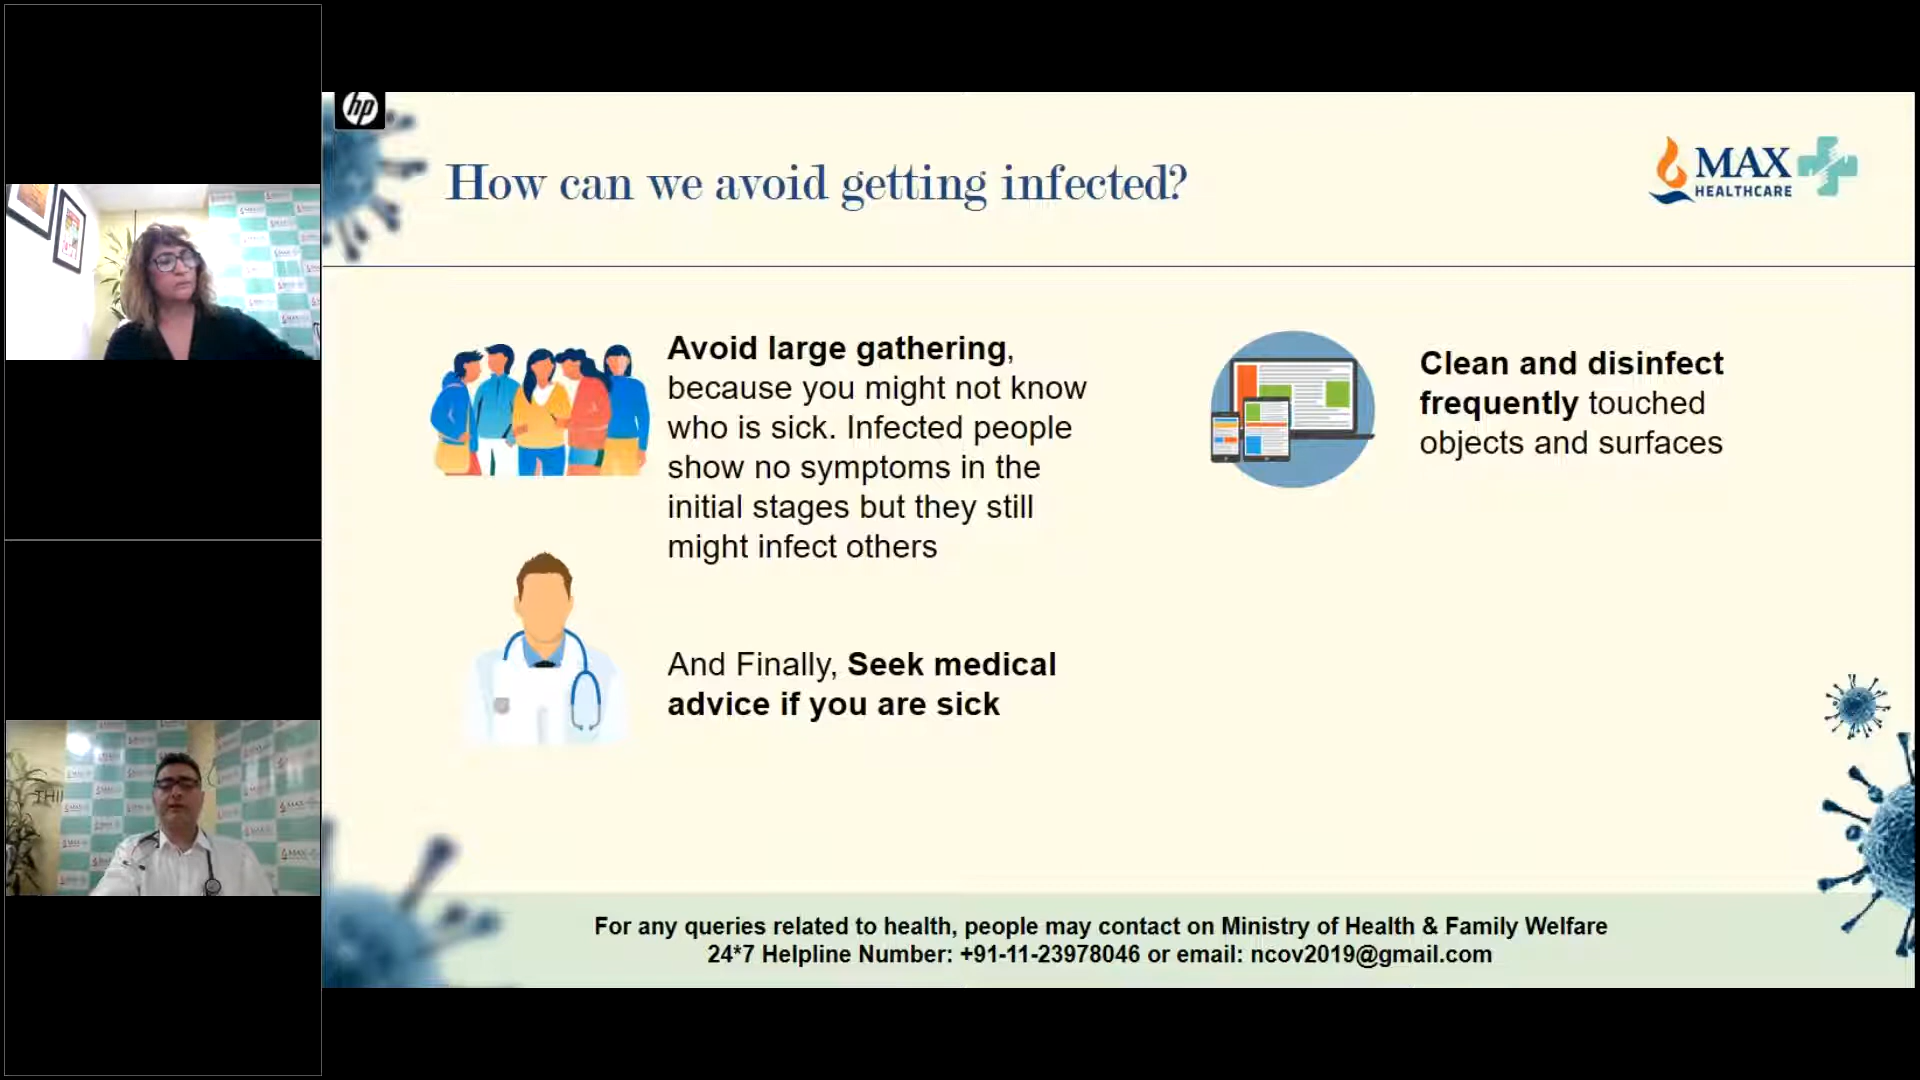 hp
How can we avoid getting infected?
MAX
HEALTHCARE
Avoid large gathering,
because you might not know
who is sick. Infected people
show no symptoms in the
initial stages but they still
might infect others
Clean and disinfect
frequently touched
objects and surfaces
And Finally, Seek medical
advice if you are sick
THI
For any queries related to health, people may contact on Ministry of Health & Family Welfare
24*7 Helpline Number: +91-11-23978046 or email: ncov2019@gmail.com